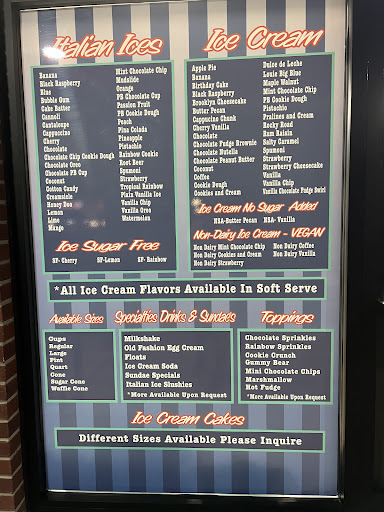 Italian Ices
Banana
Black Raspberry
Blue
Bubble Gum
Cake Batter
Cannoli
Cantaloupe
Cappuccino
Cherry
Chocolate
Chocolate Chip Cookie Dough
Chocolate Oreo
Chocolate PB Cup
Coconut
Cotton Candy
Creamsicle
Honey Dew
Lemon
Lime
Mango
Mint Chocolate Chip
Mudslide
Orange
PB Chocolate Cup
Passion Fruit
PB Cookie Dough
Peach
Pina Colada
Pineapple
Pistachio
Rainbow Cookie
Root Beer
Spumoni
Strawberry
Tropical Rainbow
Plain Vanilla Ice
Vanilla Chip
Vanilla Oreo
Watermelon
Ice Sugar Free
SF- Cherry SF-Lemon SF- Rainbow
Ice Cream
Apple Pie
Banana
Birthday Cake
Black Raspberry
Brooklyn Cheesecake
Butter Pecan
Cappuccino Chunk
Cherry Vanilla
Chocolate
Chocolate Fudge Brownie
Chocolate Nutella
Chocolate Peanut Butter
Coconut
Coffee
Cookie Dough
Cookies and Cream
Dulce de Leche
Louie Big Blue
Maple Walnut
Mint Chocolate Chip
PB Cookie Dough
Pistachio
Pralines and Cream
Rocky Road
Rum Raisin
Salty Caramel
Spumoni
Strawberry
Strawberry Cheesecake
Vanilla
Vanilla Chip
Vanilla Chocolate Fudge Swirl
Ice Cream No Sugar Added
NSA-Butter Pecan NSA- Vanilla
Non-Dairy Ice Cream - VEGAN
Non Dairy Mint Chocolate Chip Non Dairy Coffee
Non Dairy Cookies and Cream Non Dairy Vanilla
Non Dairy Strawberry
*All Ice Cream Flavors Available In Soft Serve
Available Sizes
Cups
Regular
Large
Pint
Quart
Cone
Sugar Cone
Waffle Cone
Specialties Drinks & Sundaes
Milkshake
Old Fashion Egg Cream
Floats
Ice Cream Soda
Sundae Specials
Italian Ice Slushies
*More Available Upon Request
Toppings
Chocolate Sprinkles
Rainbow Sprinkles
Cookie Crunch
Gummy Bear
Mini Chocolate Chips
Marshmallow
Hot Fudge
*More Available Upon Request
Ice Cream Cakes
Different Sizes Available Please Inquire